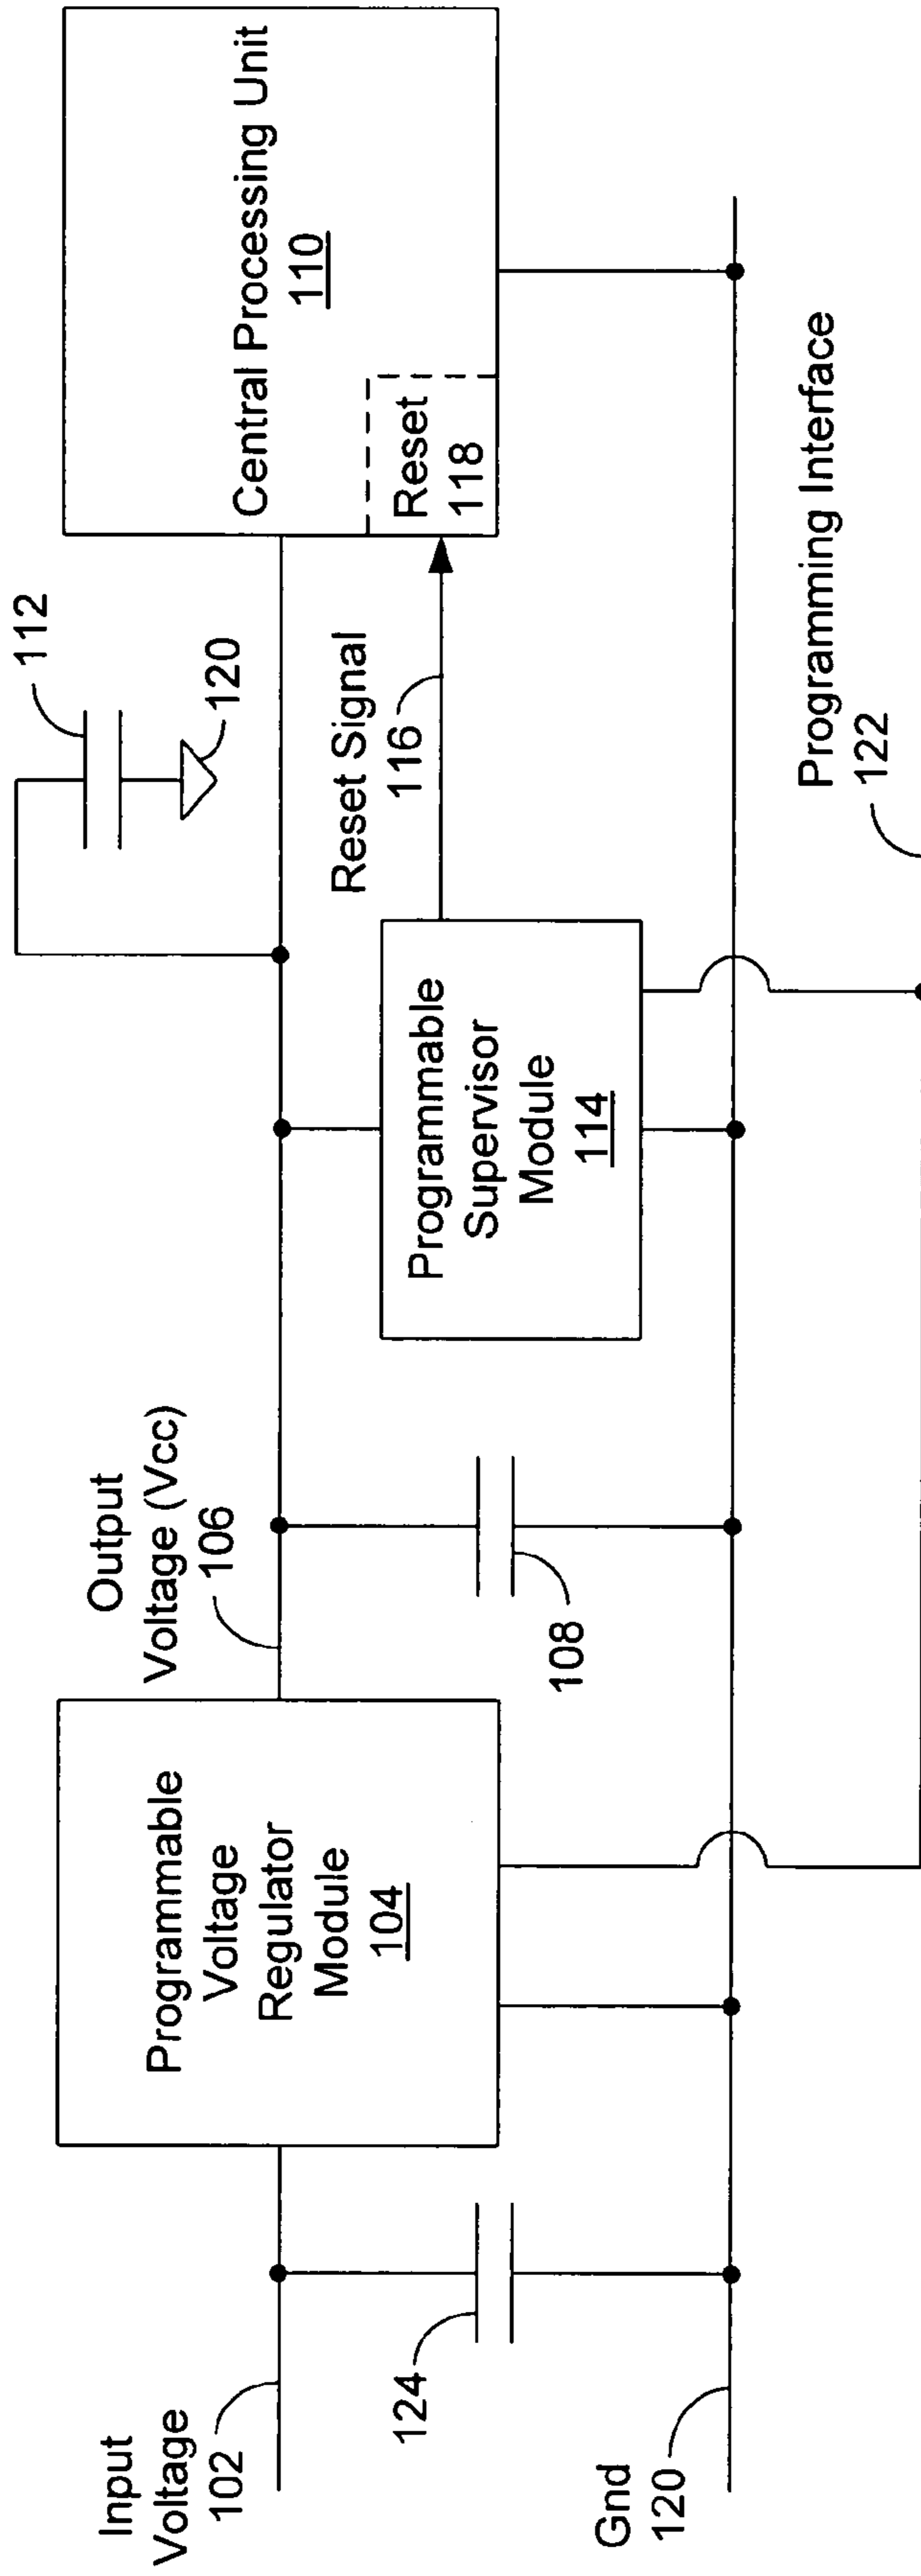 Input
Voltage
102
124
Gnd
120
Programmable
Voltage
Regulator
Module
104
Output
Voltage (Vcc)
106
108
Programmable
Supervisor
Module
114
Reset Signal
116
112
120
Central Processing Unit
110
Reset
118
Programming Interface
122